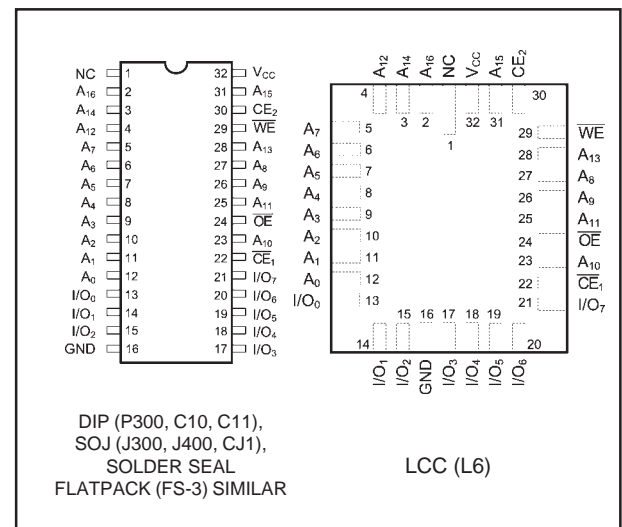 NC 1 32 VCC
A16 2 31 A15
A14 3 30 CE2
A12 4 29 W̅E̅
A7 5 28 A13
A6 6 27 A8
A5 7 26 A9
A4 8 25 A11
A3 9 24 O̅E̅
A2 10 23 A10
A1 11 22 C̅E̅1
A0 12 21 I/O7
I/O0 13 20 I/O6
I/O1 14 19 I/O5
I/O2 15 18 I/O4
GND 16 17 I/O3
DIP (P300, C10, C11),
SOJ (J300, J400, CJ1),
SOLDER SEAL
FLATPACK (FS-3) SIMILAR
A12 A14 A16 NC VCC A15 CE2
4 30
3 2 32 31
1
A7 5 29 W̅E̅
A6 6 28 A13
A5 7 27 A8
A4 8 26 A9
A3 9 25 A11
A2 10 24 O̅E̅
A1 11 23 A10
A0 12 22 C̅E̅1
I/O0 13 21 I/O7
15 16 17 18 19
14 20
I/O1 I/O2 GND I/O3 I/O4 I/O5 I/O6
LCC (L6)